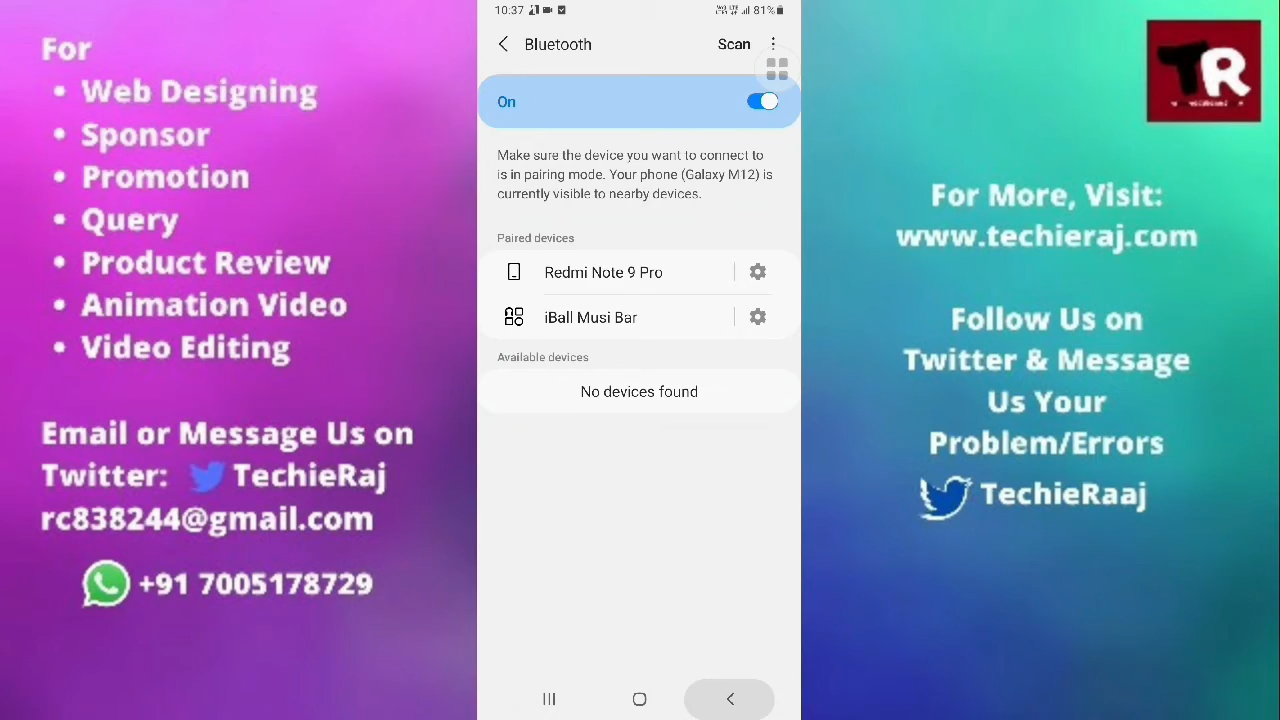 For
• Web Designing
• Sponsor
• Promotion
• Query
• Product Review
• Animation Video
• Video Editing
Email or Message Us on
Twitter: TechieRaj
rc838244@gmail.com
+91 7005178729
10:37
81%
Bluetooth
Scan
On
Make sure the device you want to connect to
is in pairing mode. Your phone (Galaxy M12) is
currently visible to nearby devices.
Paired devices
Redmi Note 9 Pro
iBall Musi Bar
Available devices
No devices found
TR
For More, Visit:
www.techieraj.com
Follow Us on
Twitter & Message
Us Your
Problem/Errors
TechieRaaj